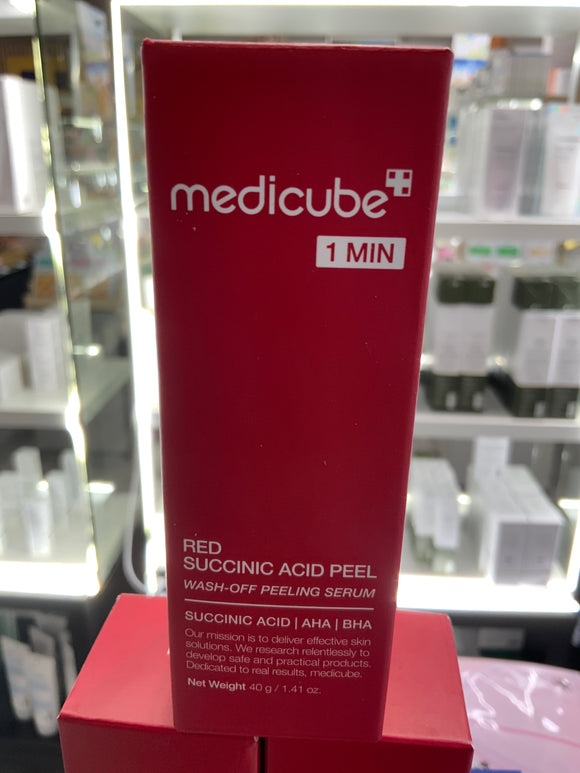 medicube
1 MIN
RED
SUCCINIC ACID PEEL
WASH-OFF PEELING SERUM
SUCCINIC ACID | AHA | BHA
Our mission is to deliver effective skin
solutions. We research relentlessly to
develop safe and practical products.
Dedicated to real results, medicube.
Net Weight 40 g / 1.41 oz.